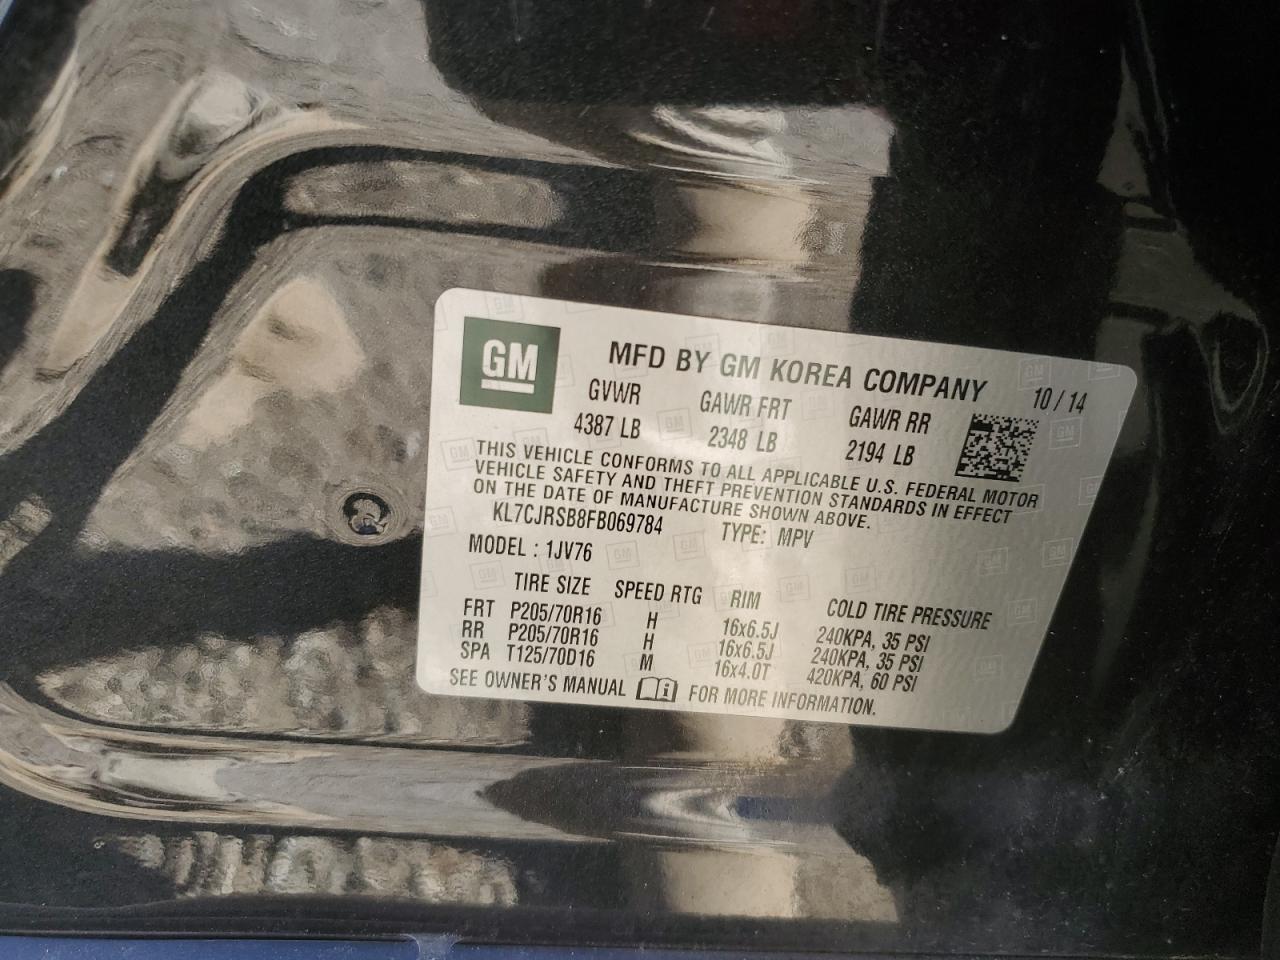 GM
MFD BY GM KOREA COMPANY 10 / 14
GVWR GAWR FRT GAWR RR
4387 LB 2348 LB 2194 LB
THIS VEHICLE CONFORMS TO ALL APPLICABLE U.S. FEDERAL MOTOR
VEHICLE SAFETY AND THEFT PREVENTION STANDARDS IN EFFECT
ON THE DATE OF MANUFACTURE SHOWN ABOVE.
KL7CJRSB8FB069784 TYPE: MPV
MODEL : 1JV76
TIRE SIZE SPEED RTG RIM COLD TIRE PRESSURE
FRT P205/70R16 H 16x6.5J 240KPA, 35 PSI
RR P205/70R16 H 16x6.5J 240KPA, 35 PSI
SPA T125/70D16 M 16x4.0T 420KPA, 60 PSI
SEE OWNER'S MANUAL FOR MORE INFORMATION.